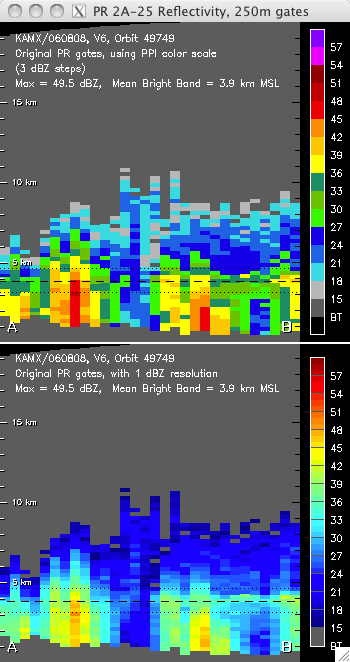 X PR 2A-25 Reflectivity, 250m gates
KAMX/060808, V6, Orbit 49749
Original PR gates, using PPI color scale
(3 dBZ steps)
Max = 49.5 dBZ, Mean Bright Band = 3.9 km MSL
15 km
10 km
5 km
A
B
57
54
51
48
45
42
39
36
33
30
27
24
21
18
15
BT
KAMX/060808, V6, Orbit 49749
Original PR gates, with 1 dBZ resolution
Max = 49.5 dBZ, Mean Bright Band = 3.9 km MSL
15 km
10 km
5 km
A
B
57
54
51
48
45
42
39
36
33
30
27
24
21
18
15
BT